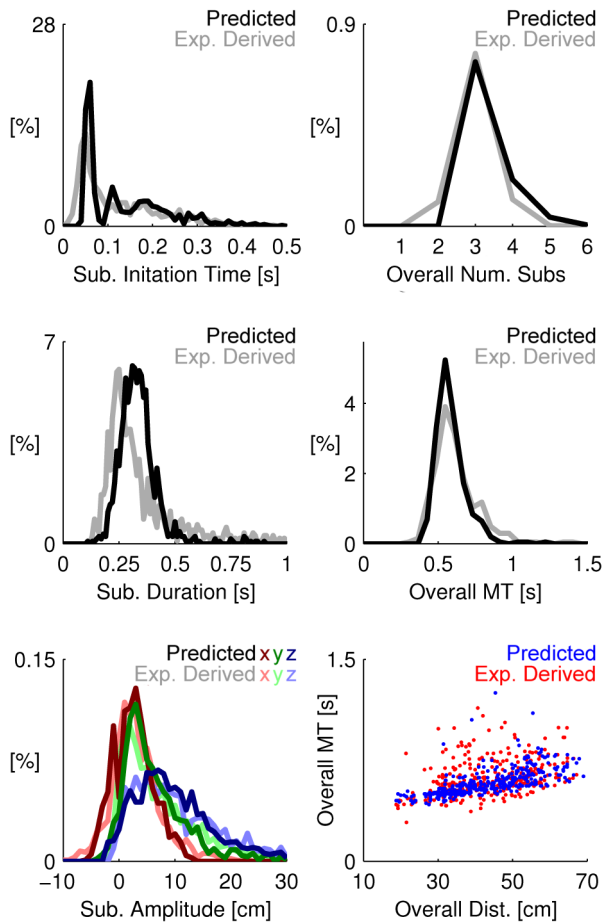 28
Predicted
Exp. Derived
[%]
0
0 0.1 0.2 0.3 0.4 0.5
Sub. Initation Time [s]
0.9
Predicted
Exp. Derived
[%]
0
1 2 3 4 5 6
Overall Num. Subs
7
Predicted
Exp. Derived
[%]
0
0 0.25 0.5 0.75 1
Sub. Duration [s]
Predicted
Exp. Derived
4
[%]
2
0
0 0.5 1 1.5
Overall MT [s]
0.15
Predicted x y z
Exp. Derived x y z
[%]
0
−10 0 10 20 30
Sub. Amplitude [cm]
1.5
Predicted
Exp. Derived
Overall MT [s]
0
10 30 50 70
Overall Dist. [cm]